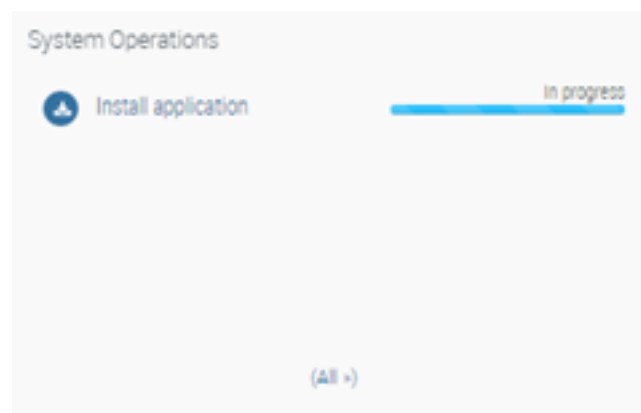 System Operations
In progress
Install application
(All »)